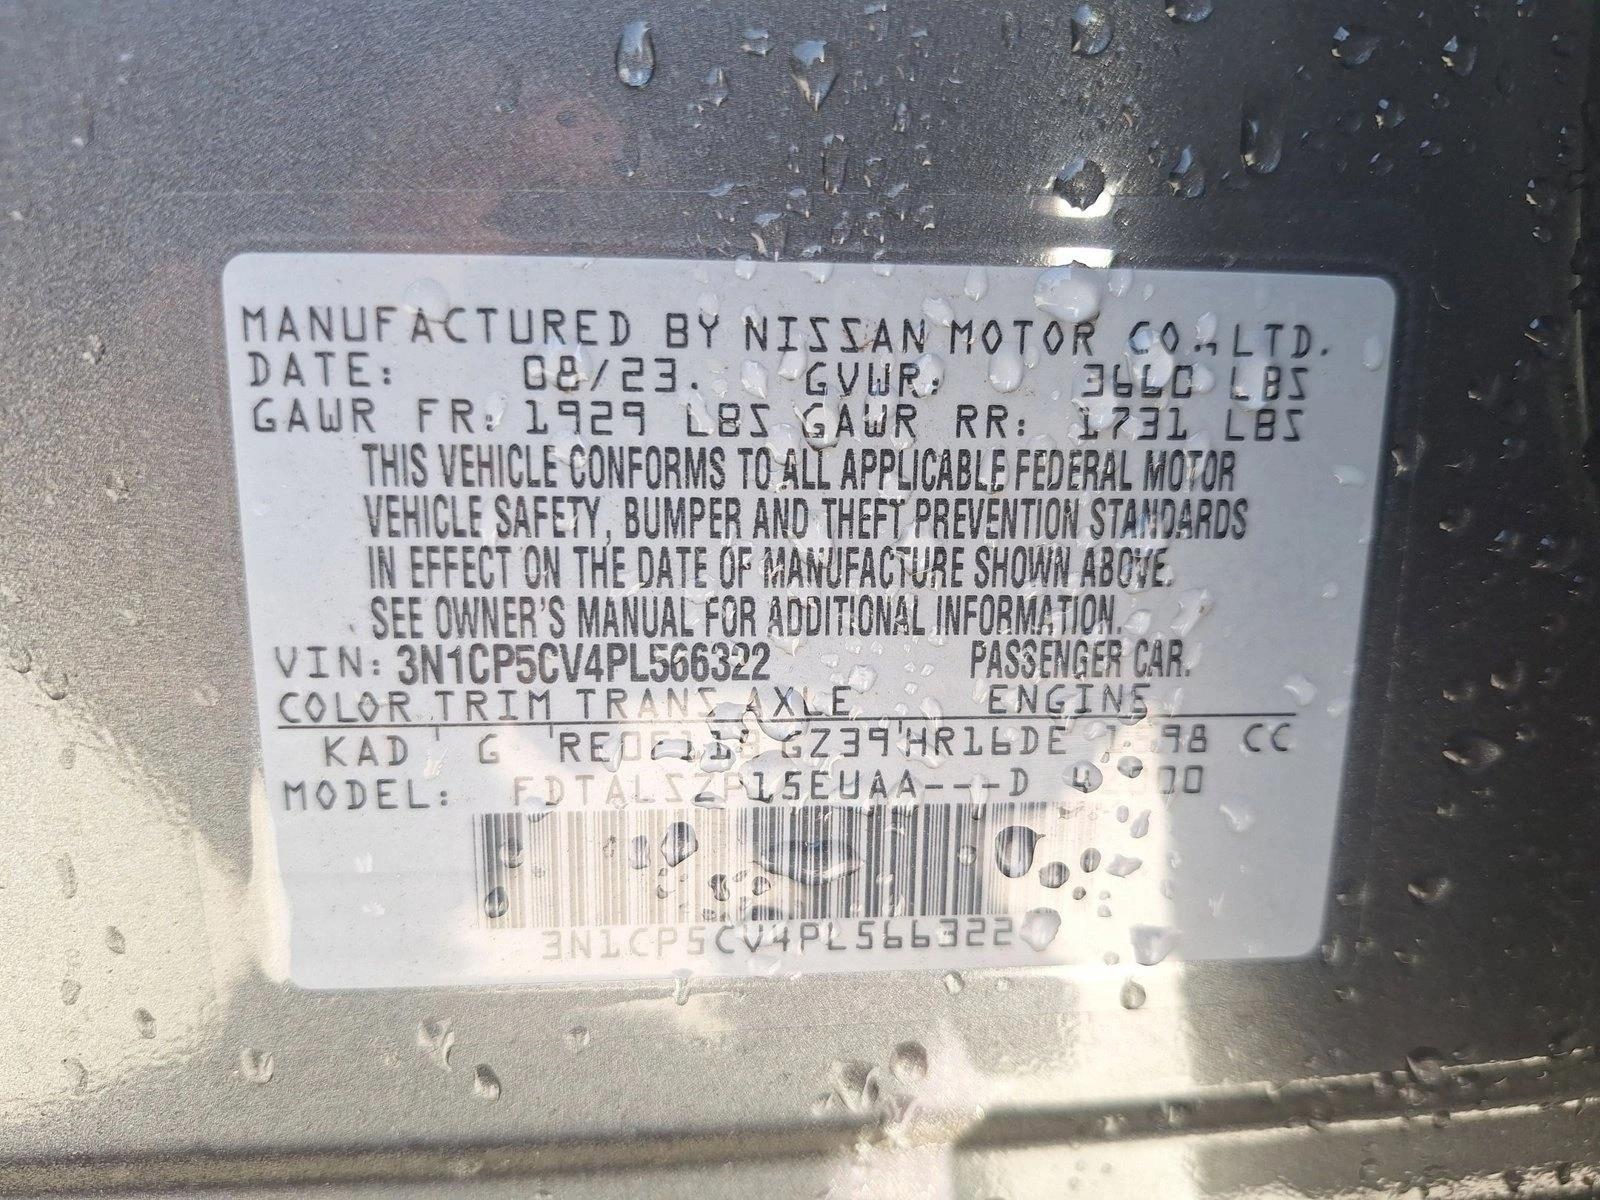 MANUFACTURED BY NISSAN MOTOR CO., LTD.
DATE: 08/23. GVWR: 3660 LBS
GAWR FR: 1929 LBS GAWR RR: 1731 LBS
THIS VEHICLE CONFORMS TO ALL APPLICABLE FEDERAL MOTOR
VEHICLE SAFETY, BUMPER AND THEFT PREVENTION STANDARDS
IN EFFECT ON THE DATE OF MANUFACTURE SHOWN ABOVE.
SEE OWNER'S MANUAL FOR ADDITIONAL INFORMATION.
VIN: 3N1CP5CV4PL566322 PASSENGER CAR.
COLOR TRIM TRANS AXLE ENGINE
KAD G GZ39 HR16DE CC
MODEL: FDTALSZP15EUAA---D
3N1CP5CV4PL566322